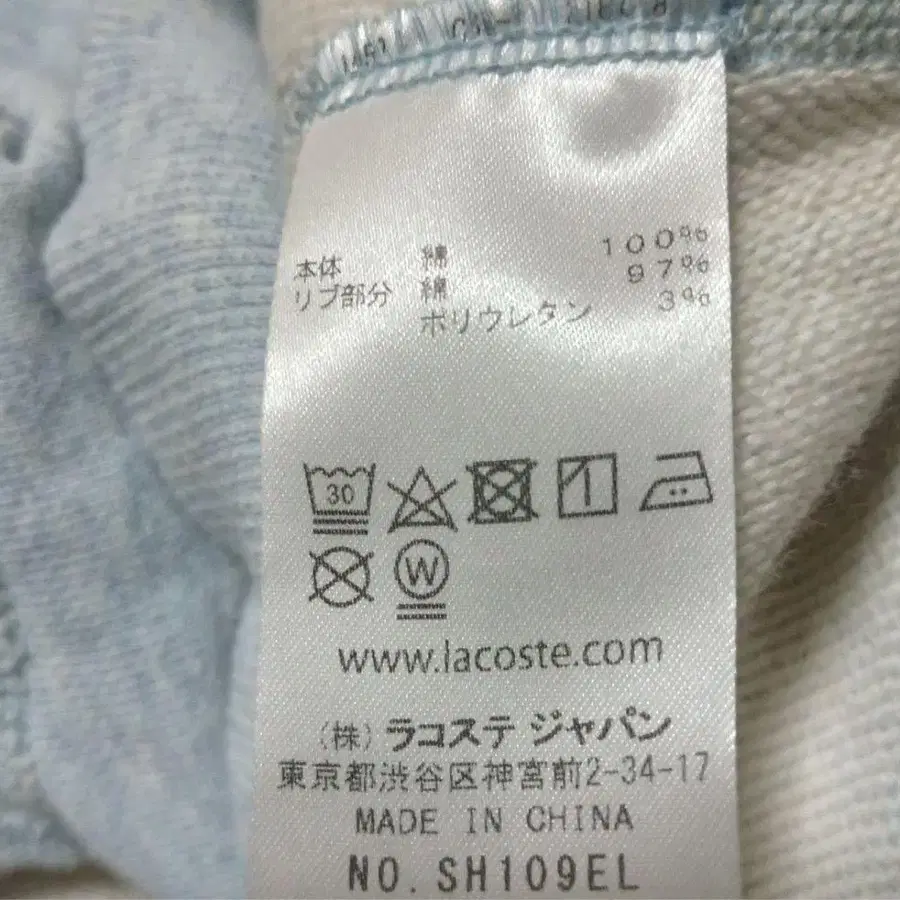 本体 綿 100%
リブ部分 綿 97%
ポリウレタン 3%
30
W
www.lacoste.com
(株) ラコステ ジャパン
東京都渋谷区神宮前2-34-17
MADE IN CHINA
NO. SH109EL